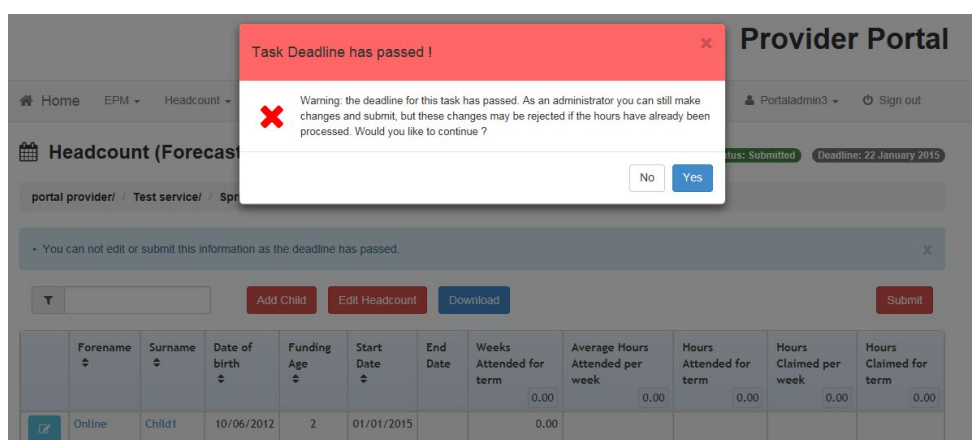 Task Deadline has passed !
×
Provider Portal
Warning: the deadline for this task has passed. As an administrator you can still make
changes and submit, but these changes may be rejected if the hours have already been
processed. Would you like to continue ?
No
Yes
Home
EPM
Headcount
Portaladmin3
Sign out
Headcount (Forecast
tus: Submitted
Deadline: 22 January 2015
portal provider/ / Test service/ / Spr
• You can not edit or submit this information as the deadline has passed.
x
Add Child
Edit Headcount
Download
Submit
Forename Surname Date of Funding Start End Weeks Average Hours Hours Hours Hours
birth Age Date Date Attended for Attended per Attended for Claimed per Claimed for
term week term week term
0.00 0.00 0.00 0.00 0.00
Online Child1 10/06/2012 2 01/01/2015 0.00